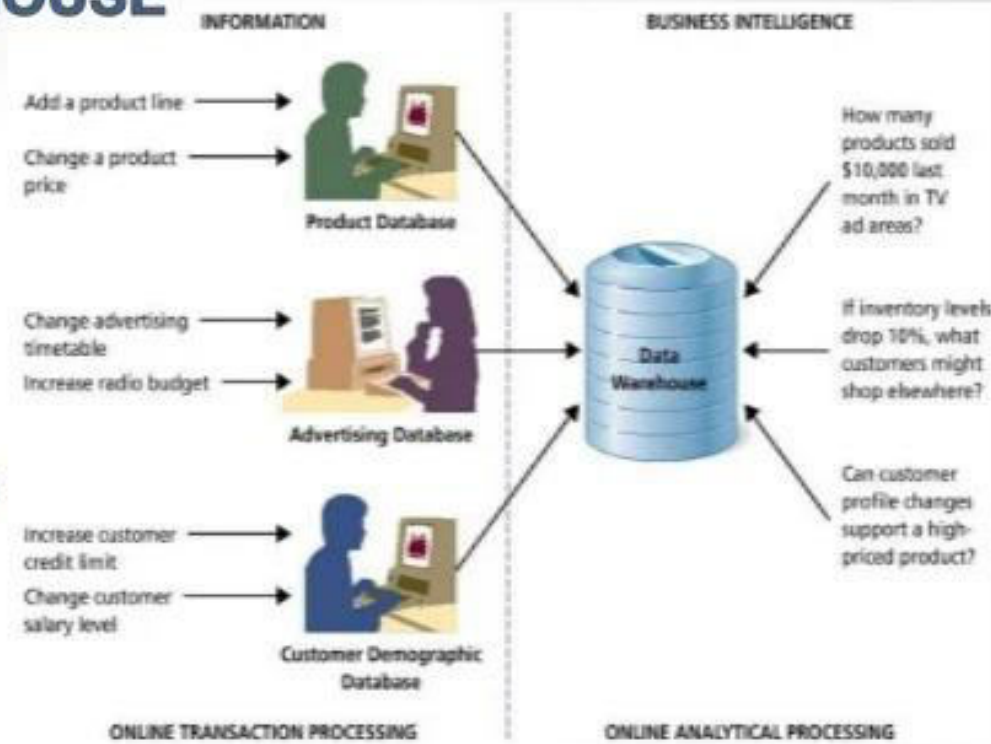 OUSE
INFORMATION
Add a product line
Change a product
price
Product Database
Change advertising
timetable
Increase radio budget
Advertising Database
Increase customer
credit limit
Change customer
salary level
Customer Demographic
Database
ONLINE TRANSACTION PROCESSING
BUSINESS INTELLIGENCE
How many
products sold
$10,000 last
month in TV
ad areas?
Data
Warehouse
If inventory levels
drop 10%, what
customers might
shop elsewhere?
Can customer
profile changes
support a high-
priced product?
ONLINE ANALYTICAL PROCESSING